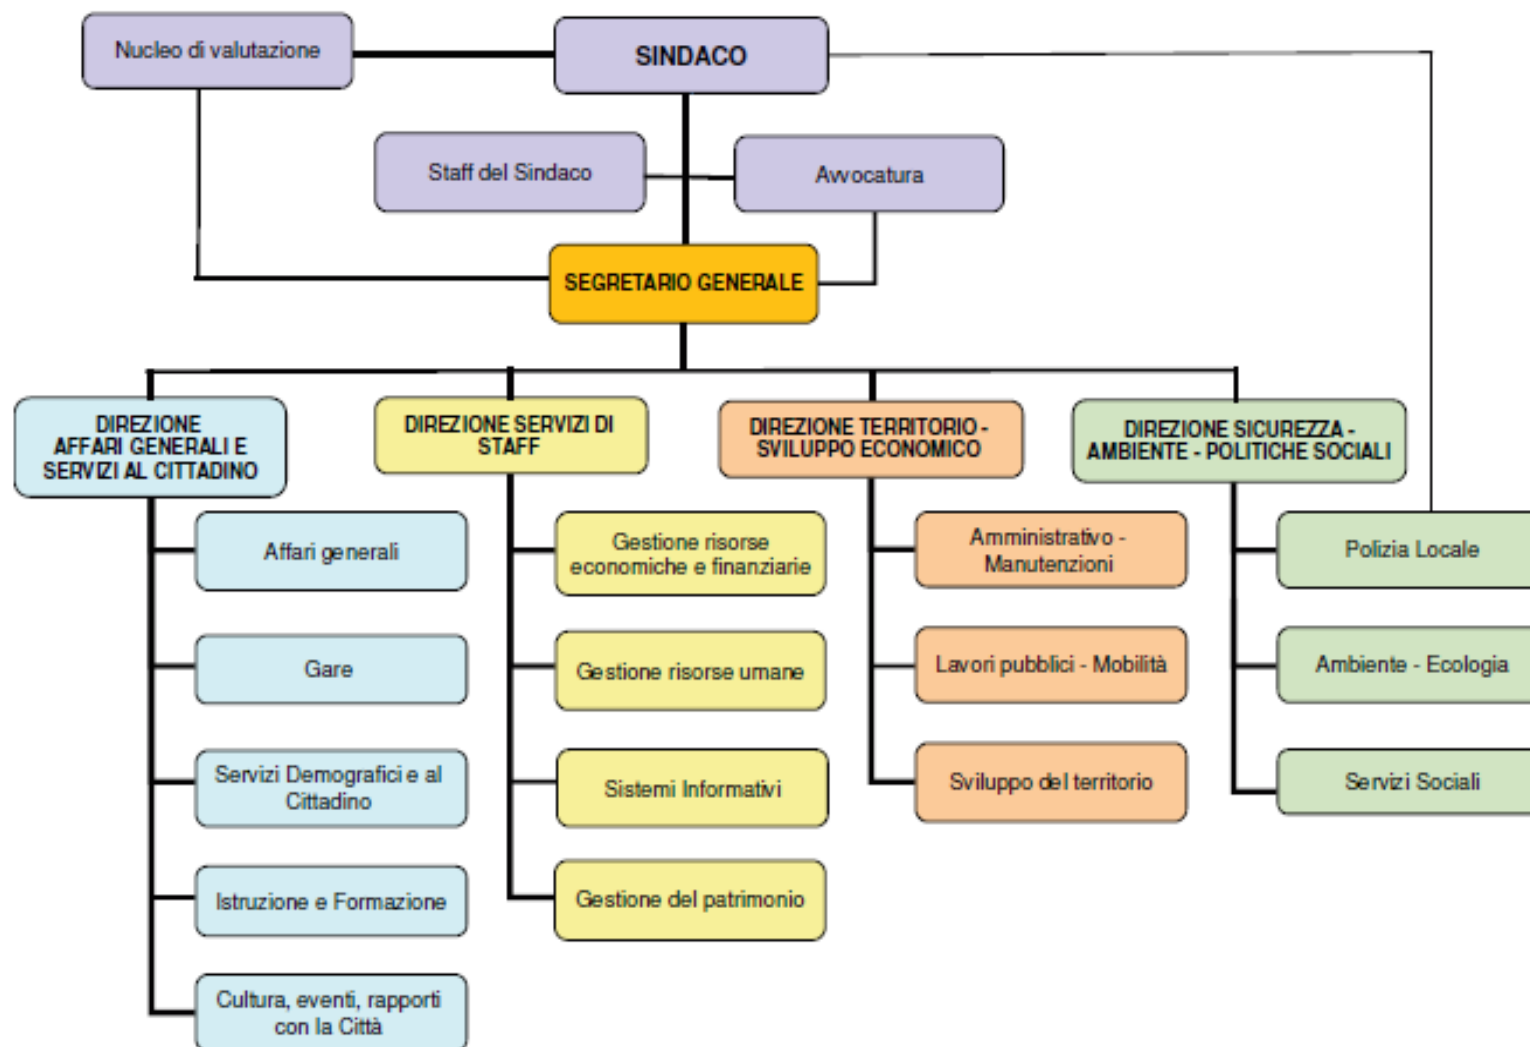 Nucleo di valutazione
SINDACO
Staff del Sindaco
Avvocatura
SEGRETARIO GENERALE
DIREZIONE
AFFARI GENERALI E
SERVIZI AL CITTADINO
DIREZIONE SERVIZI DI
STAFF
DIREZIONE TERRITORIO -
SVILUPPO ECONOMICO
DIREZIONE SICUREZZA -
AMBIENTE - POLITICHE SOCIALI
Affari generali
Gestione risorse
economiche e finanziarie
Amministrativo -
Manutenzioni
Polizia Locale
Gare
Gestione risorse umane
Lavori pubblici - Mobilità
Ambiente - Ecologia
Servizi Demografici e al
Cittadino
Sistemi Informativi
Sviluppo del territorio
Servizi Sociali
Istruzione e Formazione
Gestione del patrimonio
Cultura, eventi, rapporti
con la Città